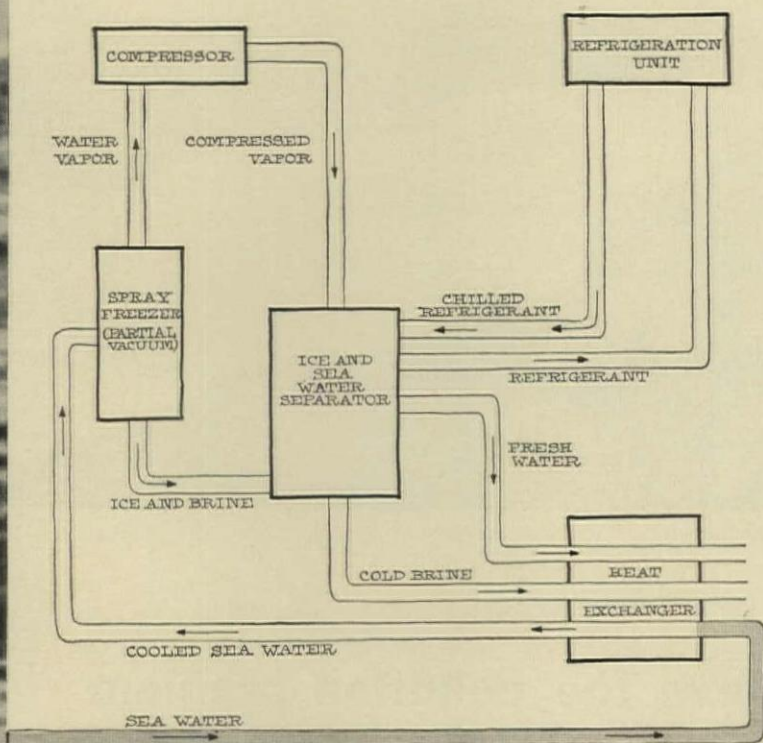 COMPRESSOR
REFRIGERATION
UNIT
WATER
VAPOR
COMPRESSED
VAPOR
SPRAY
FREEZER
(PARTIAL
VACUUM)
CHILLED
REFRIGERANT
ICE AND
SEA
WATER
SEPARATOR
REFRIGERANT
FRESH
WATER
ICE AND BRINE
COLD BRINE
HEAT
EXCHANGER
COOLED SEA WATER
SEA WATER